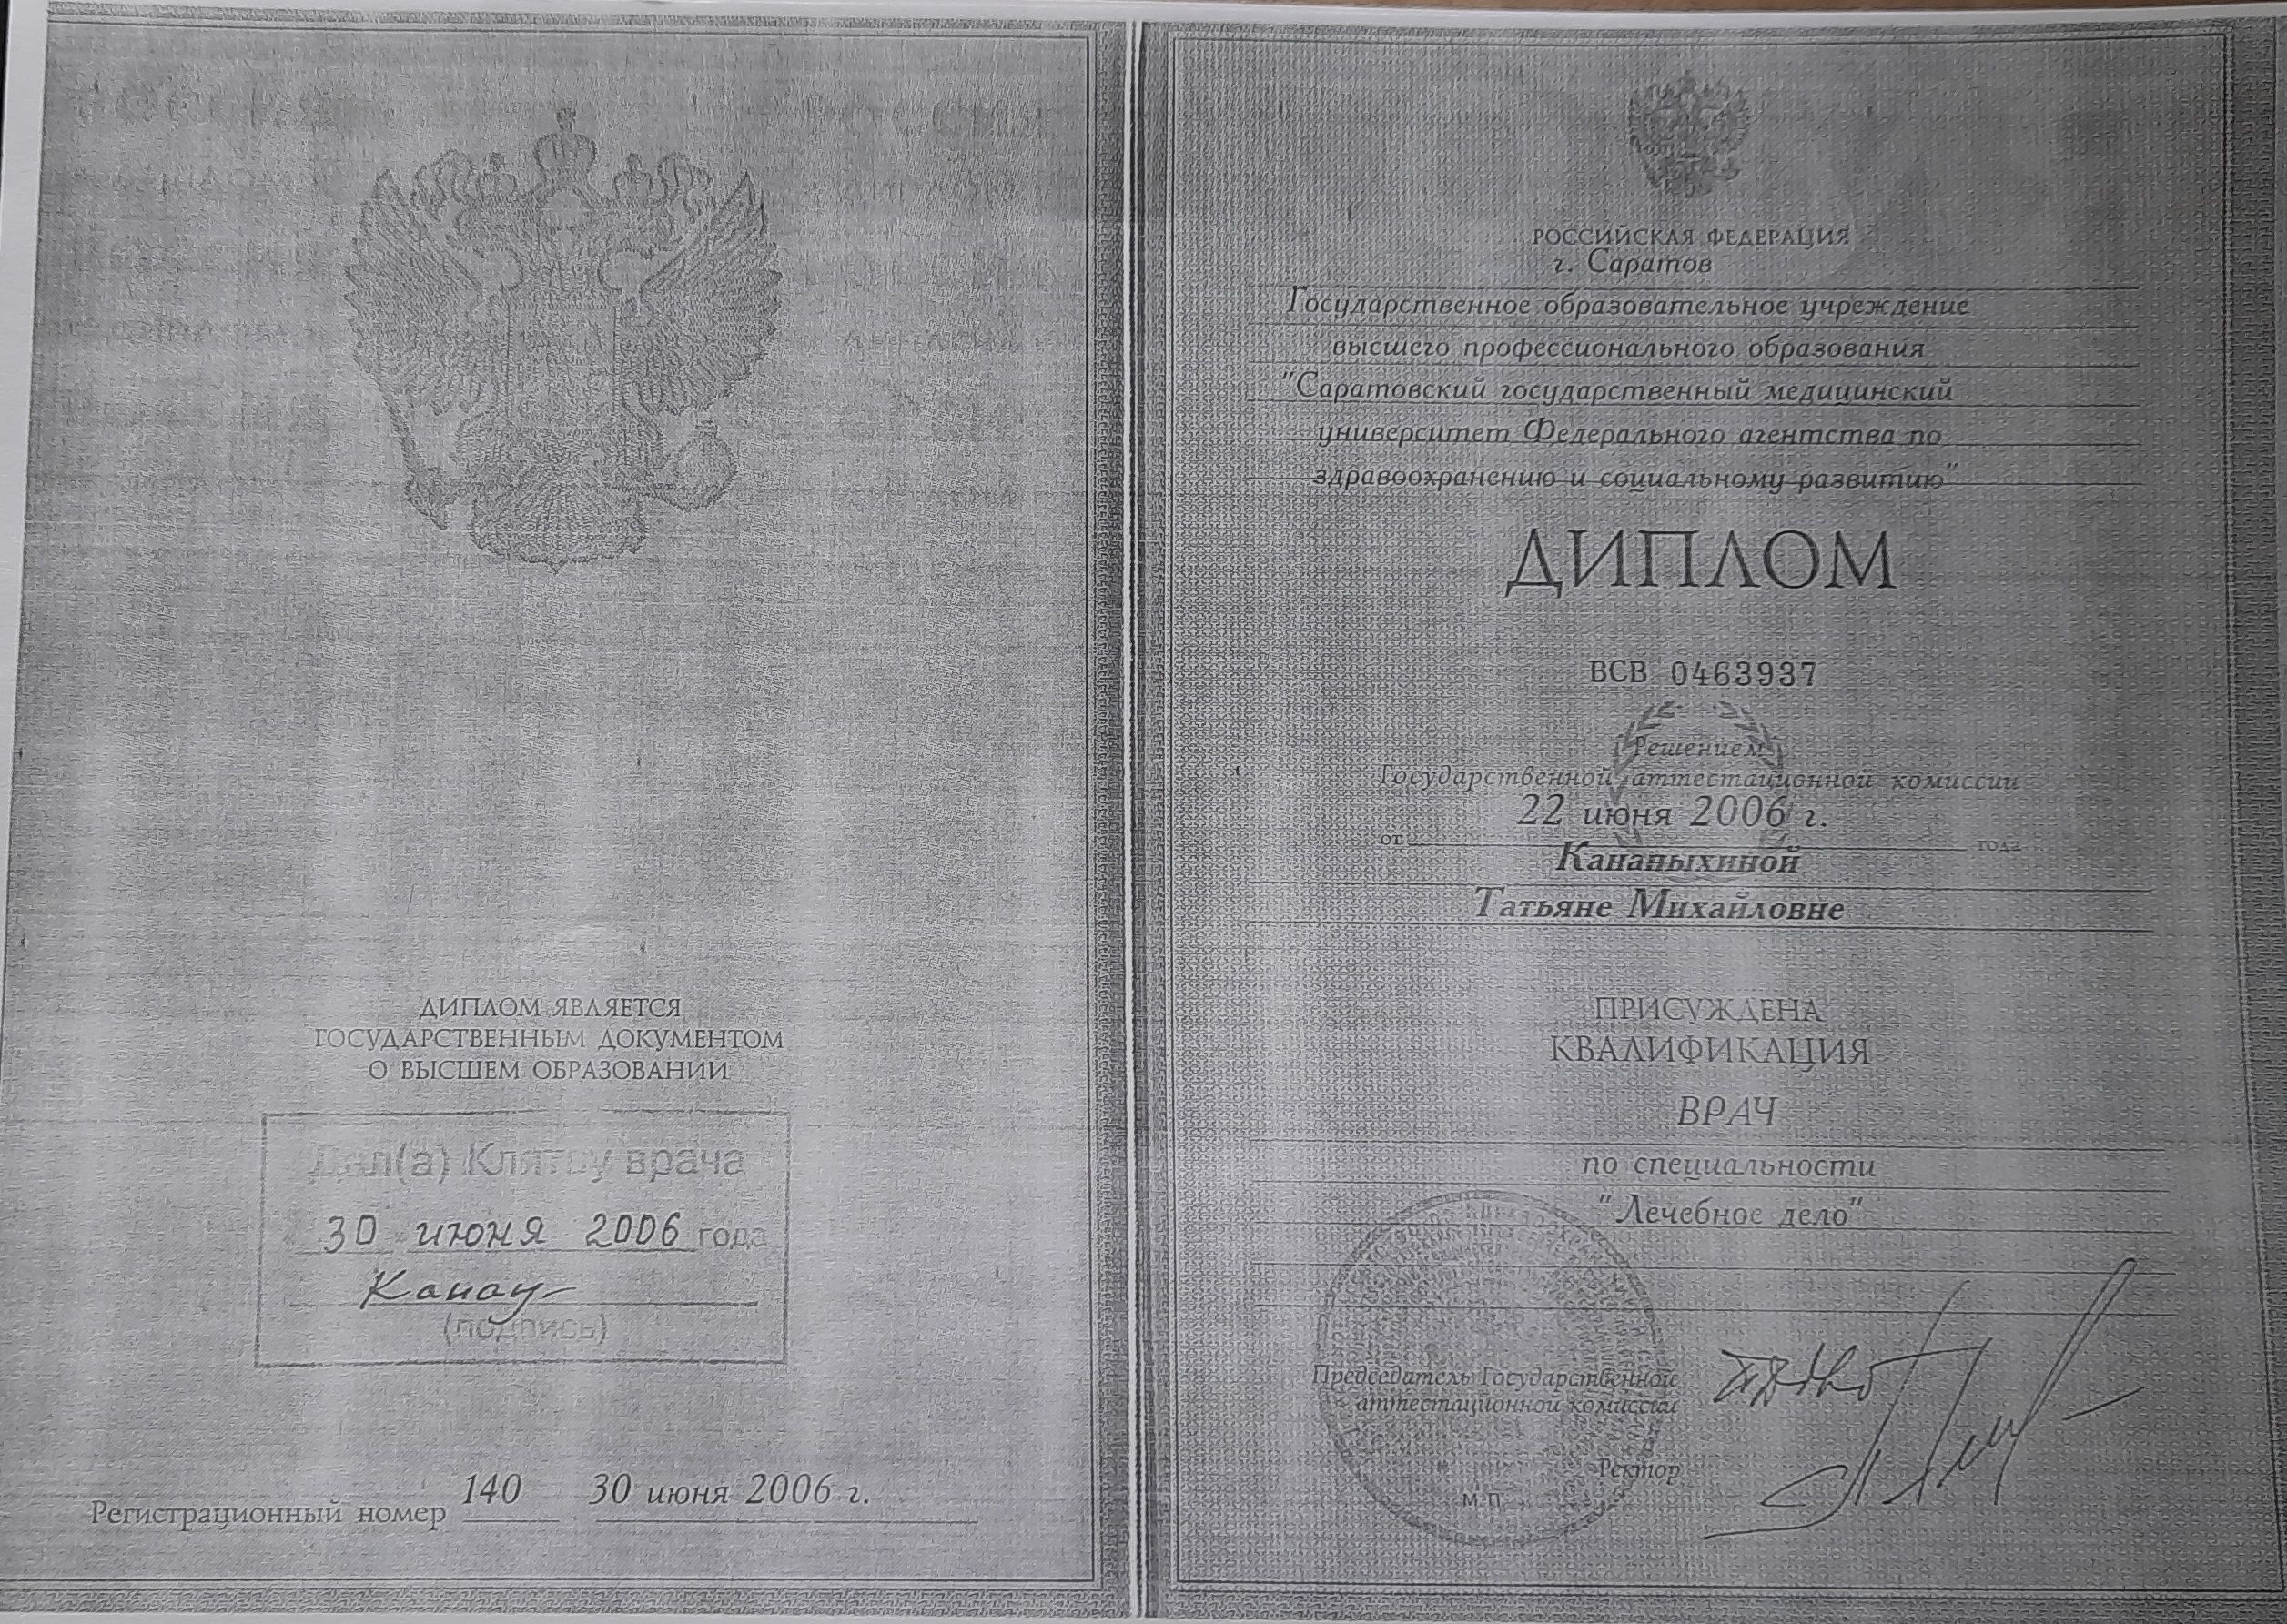 ДИПЛОМ ЯВЛЯЕТСЯ
ГОСУДАРСТВЕННЫМ ДОКУМЕНТОМ
О ВЫСШЕМ ОБРАЗОВАНИИ
Дал(а) Клятву врача
30 июня 2006 года
(подпись)
Регистрационный номер 140 30 июня 2006 г.
РОССИЙСКАЯ ФЕДЕРАЦИЯ
г. Саратов
Государственное образовательное учреждение
высшего профессионального образования
"Саратовский государственный медицинский
университет Федерального агентства по
здравоохранению и социальному развитию"
ДИПЛОМ
ВСВ 0463937
Решением
Государственной аттестационной комиссии
22 июня 2006 г.
от года
Кананыхиной
Татьяне Михайловне
ПРИСУЖДЕНА
КВАЛИФИКАЦИЯ
ВРАЧ
по специальности
"Лечебное дело"
Председатель Государственной
аттестационной комиссии
Ректор
М.П.